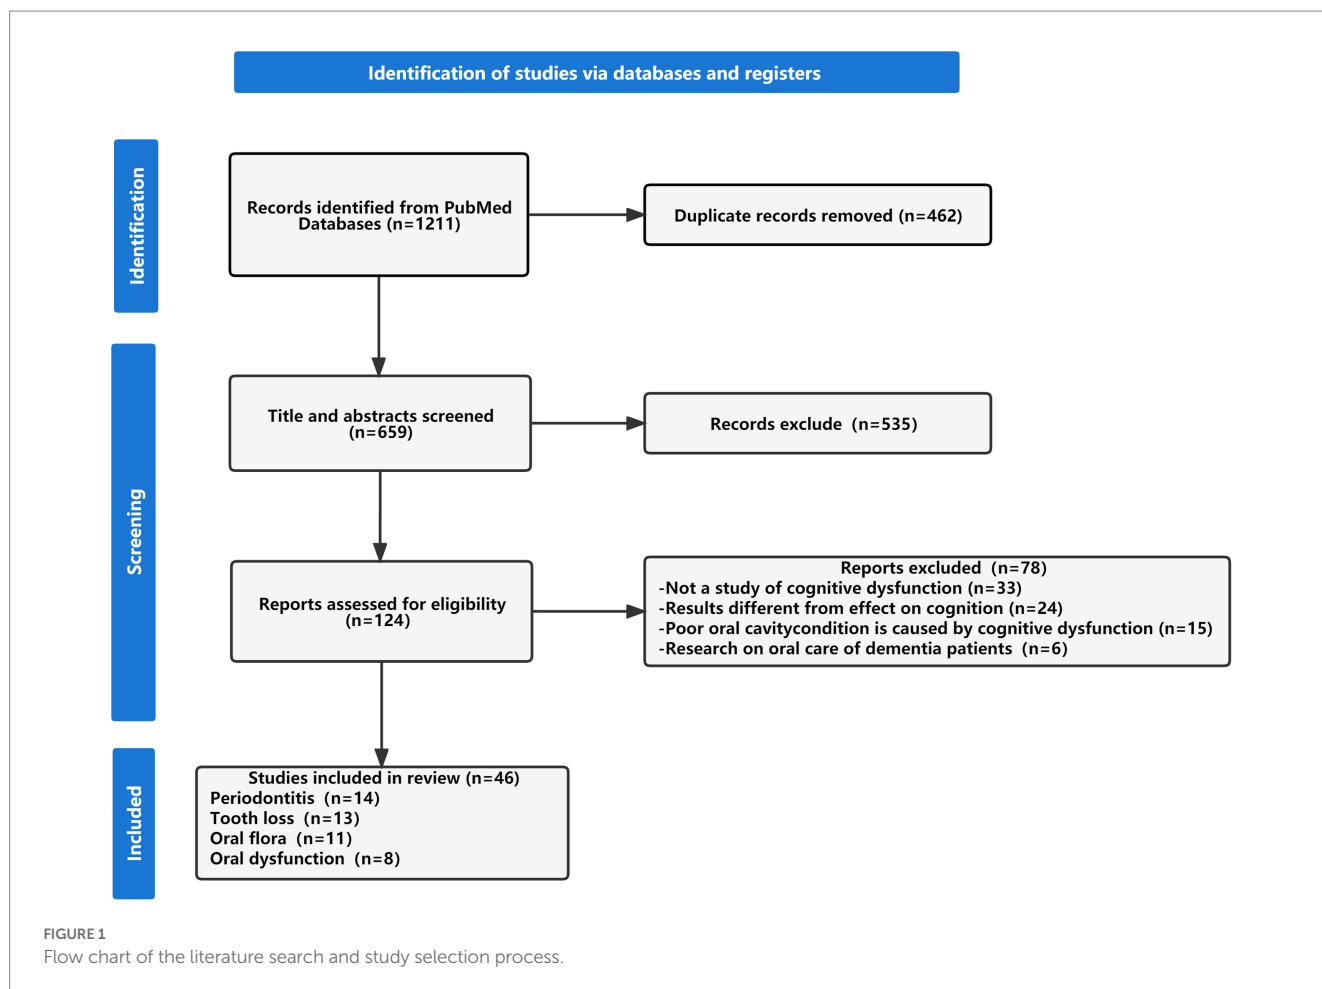 Identification of studies via databases and registers
Identification
Records identified from PubMed
Databases (n=1211)
Duplicate records removed (n=462)
Screening
Title and abstracts screened
(n=659)
Records exclude (n=535)
Reports assessed for eligibility
(n=124)
Reports excluded (n=78)
-Not a study of cognitive dysfunction (n=33)
-Results different from effect on cognition (n=24)
-Poor oral cavitycondition is caused by cognitive dysfunction (n=15)
-Research on oral care of dementia patients (n=6)
Included
Studies included in review (n=46)
Periodontitis (n=14)
Tooth loss (n=13)
Oral flora (n=11)
Oral dysfunction (n=8)
FIGURE 1
Flow chart of the literature search and study selection process.